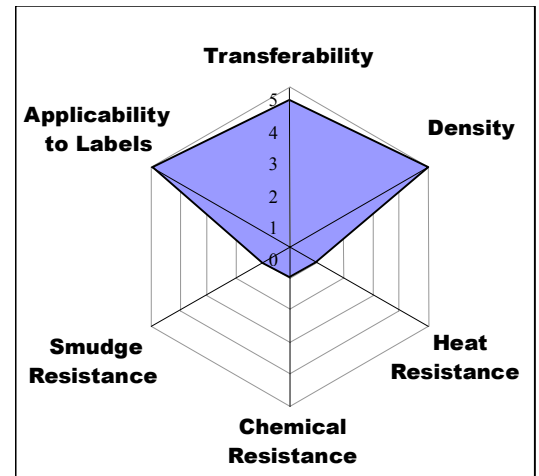 Transferability
Applicability
to Labels
Density
5
4
3
2
1
0
Smudge
Resistance
Heat
Resistance
Chemical
Resistance